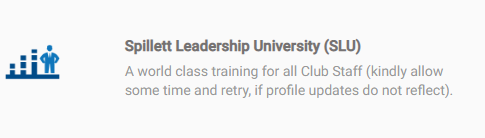 Spillett Leadership University (SLU)
A world class training for all Club Staff (kindly allow
some time and retry, if profile updates do not reflect).